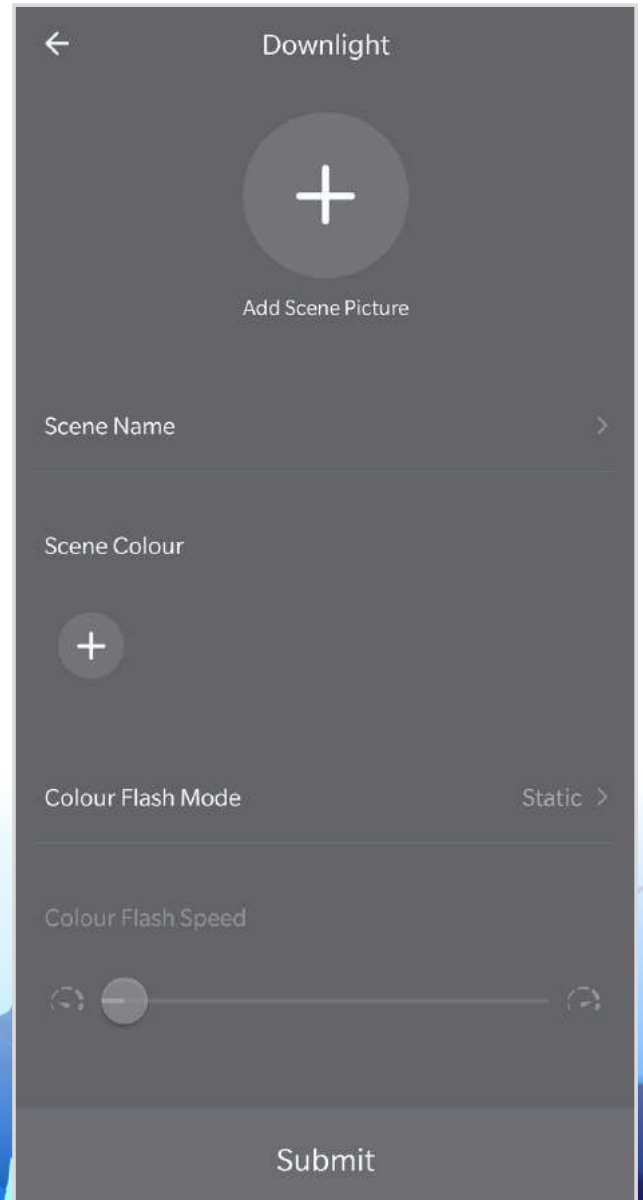 Downlight
Add Scene Picture
Scene Name
Scene Colour
Colour Flash Mode
Static
Colour Flash Speed
Submit